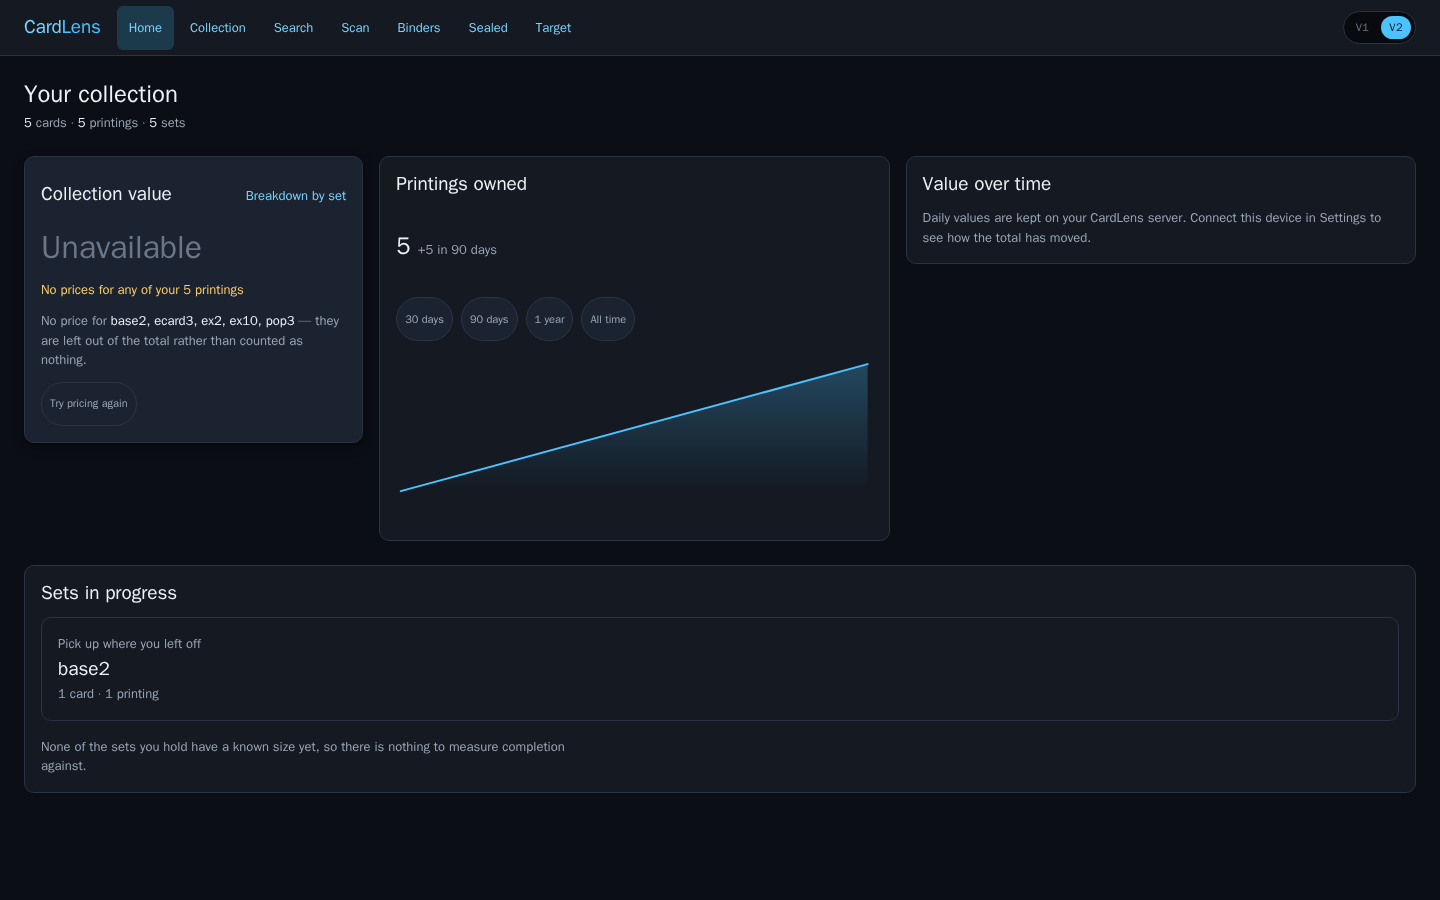 CardLens
Home
Collection
Search
Scan
Binders
Sealed
Target
V1
V2
Your collection
5 cards · 5 printings · 5 sets
Collection value
Breakdown by set
Unavailable
No prices for any of your 5 printings
No price for base2, ecard3, ex2, ex10, pop3 — they
are left out of the total rather than counted as
nothing.
Try pricing again
Printings owned
5 +5 in 90 days
30 days
90 days
1 year
All time
Value over time
Daily values are kept on your CardLens server. Connect this device in Settings to
see how the total has moved.
Sets in progress
Pick up where you left off
base2
1 card · 1 printing
None of the sets you hold have a known size yet, so there is nothing to measure completion
against.